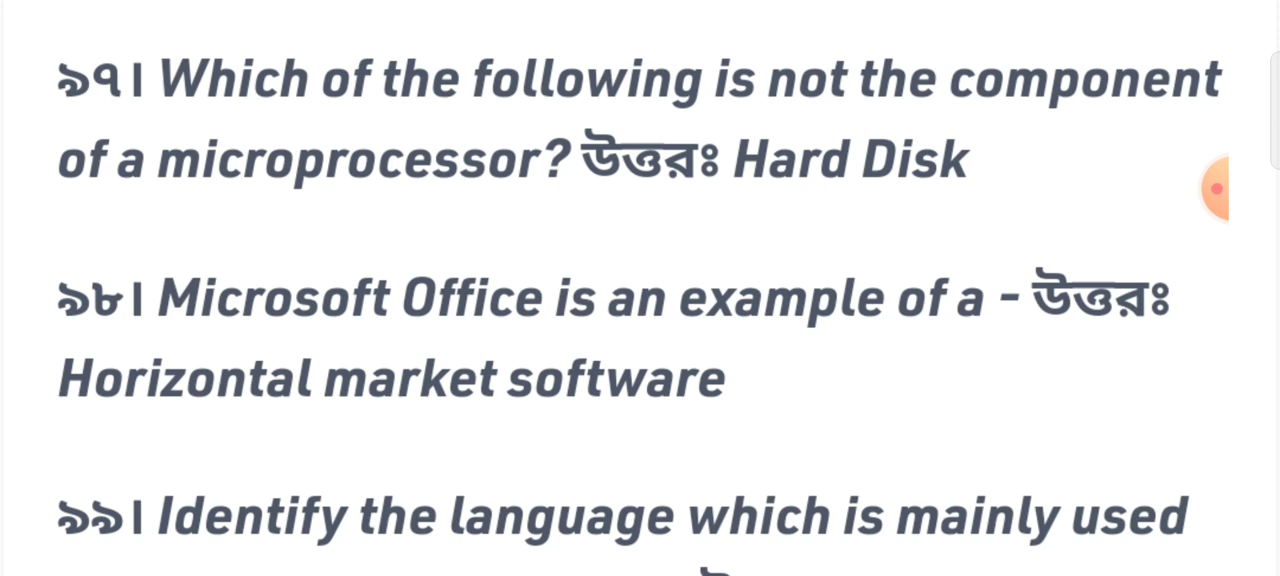 ৯৭। Which of the following is not the component
of a microprocessor? উত্তরঃ Hard Disk
৯৮। Microsoft Office is an example of a - উত্তরঃ
Horizontal market software
৯৯। Identify the language which is mainly used